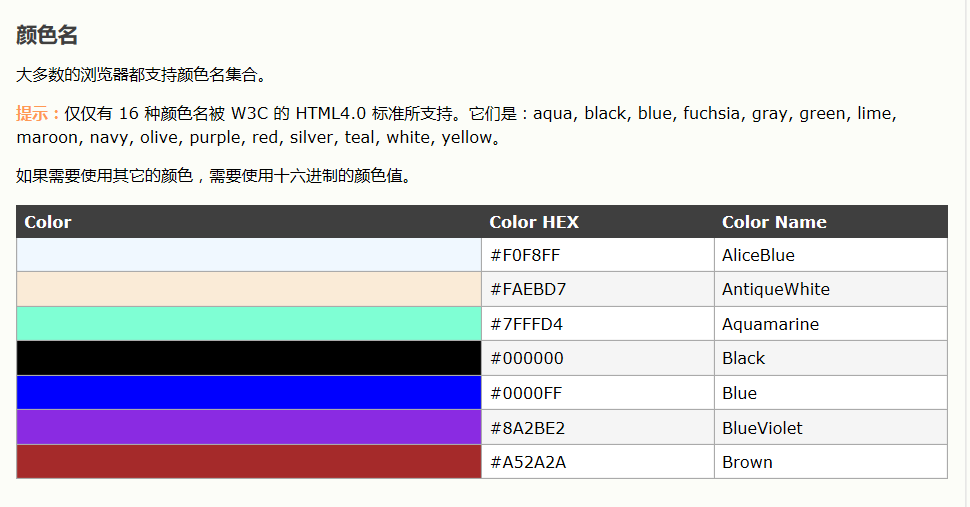 颜色名
大多数的浏览器都支持颜色名集合。
提示：仅仅有 16 种颜色名被 W3C 的 HTML4.0 标准所支持。它们是：aqua, black, blue, fuchsia, gray, green, lime,
maroon, navy, olive, purple, red, silver, teal, white, yellow。
如果需要使用其它的颜色，需要使用十六进制的颜色值。
Color Color HEX Color Name
#F0F8FF AliceBlue
#FAEBD7 AntiqueWhite
#7FFFD4 Aquamarine
#000000 Black
#0000FF Blue
#8A2BE2 BlueViolet
#A52A2A Brown